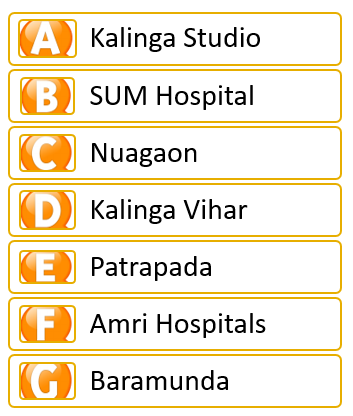 A Kalinga Studio
B SUM Hospital
C Nuagaon
D Kalinga Vihar
E Patrapada
F Amri Hospitals
G Baramunda